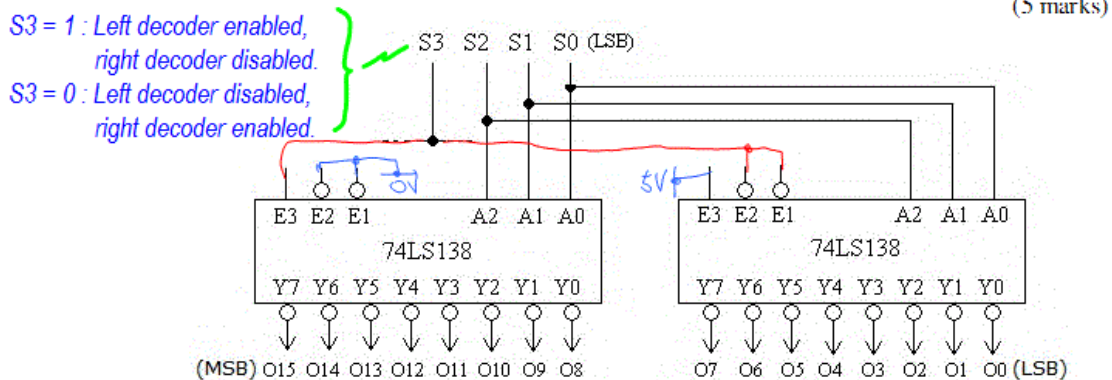 (5 marks)
S3 = 1 : Left decoder enabled,
right decoder disabled.
S3 = 0 : Left decoder disabled,
right decoder enabled.
S3 S2 S1 S0 (LSB)
0V 5V
E3 E2 E1 A2 A1 A0 E3 E2 E1 A2 A1 A0
74LS138 74LS138
Y7 Y6 Y5 Y4 Y3 Y2 Y1 Y0 Y7 Y6 Y5 Y4 Y3 Y2 Y1 Y0
(MSB) O15 O14 O13 O12 O11 O10 O9 O8 O7 O6 O5 O4 O3 O2 O1 O0 (LSB)